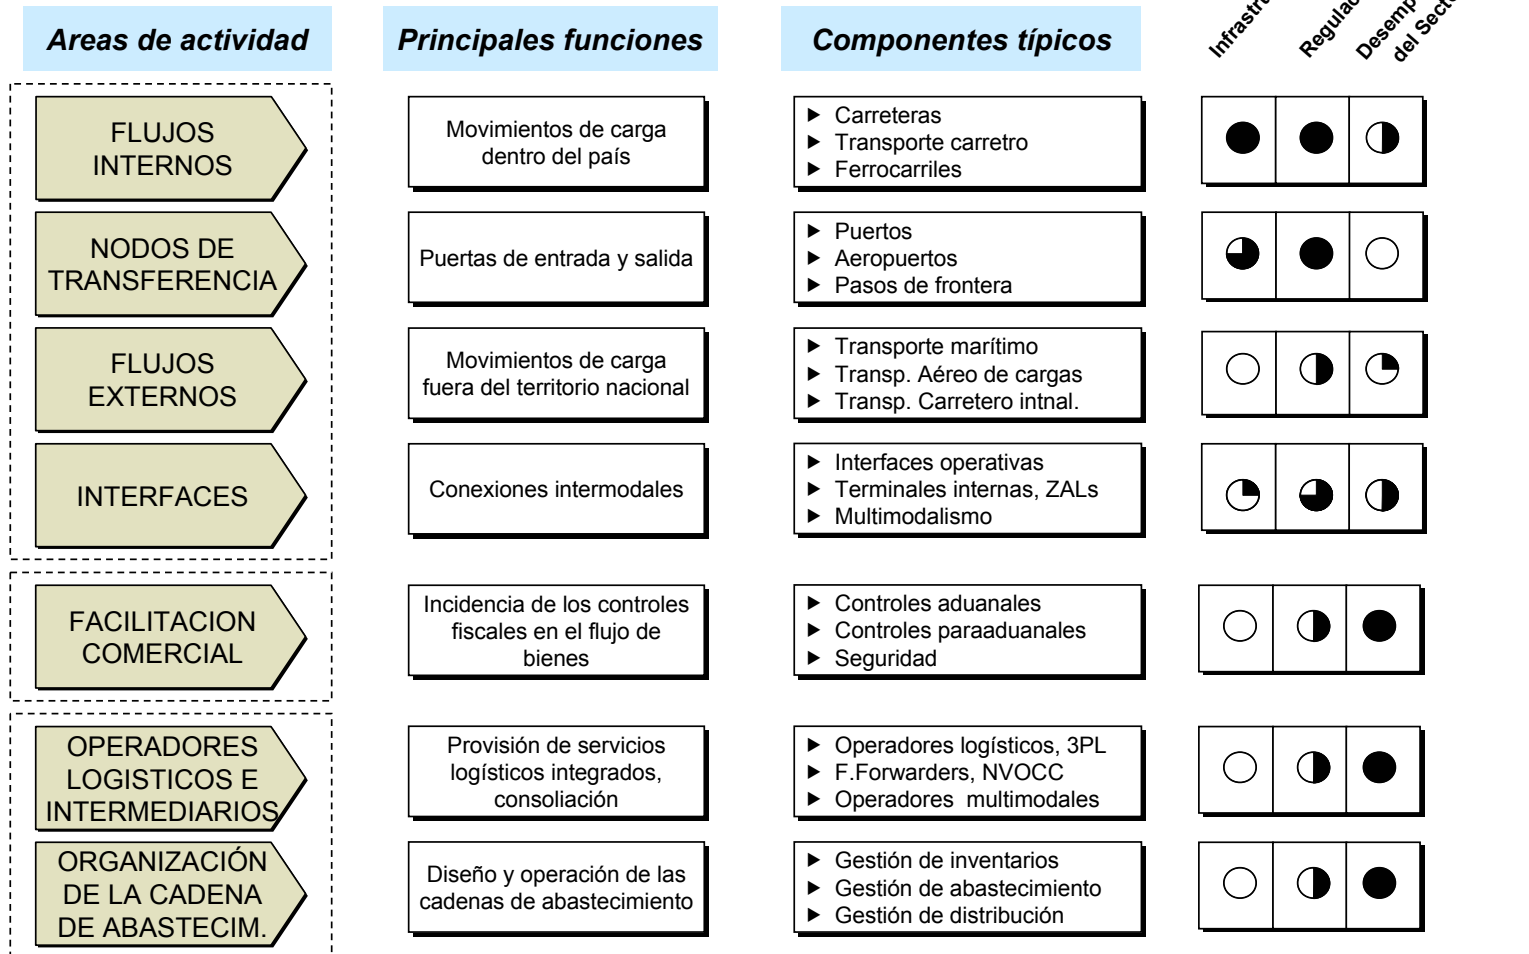 Areas de actividad
Principales funciones
Componentes típicos
FLUJOS
INTERNOS
Movimientos de carga
dentro del país
▶ Carreteras
▶ Transporte carretro
▶ Ferrocarriles
NODOS DE
TRANSFERENCIA
Puertas de entrada y salida
▶ Puertos
▶ Aeropuertos
▶ Pasos de frontera
FLUJOS
EXTERNOS
Movimientos de carga
fuera del territorio nacional
▶ Transporte marítimo
▶ Transp. Aéreo de cargas
▶ Transp. Carretero intnal.
INTERFACES
Conexiones intermodales
▶ Interfaces operativas
▶ Terminales internas, ZALs
▶ Multimodalismo
FACILITACION
COMERCIAL
Incidencia de los controles
fiscales en el flujo de
bienes
▶ Controles aduanales
▶ Controles paraaduanales
▶ Seguridad
OPERADORES
LOGISTICOS E
INTERMEDIARIOS
Provisión de servicios
logísticos integrados,
consoliación
▶ Operadores logísticos, 3PL
▶ F.Forwarders, NVOCC
▶ Operadores multimodales
ORGANIZACIÓN
DE LA CADENA
DE ABASTECIM.
Diseño y operación de las
cadenas de abastecimiento
▶ Gestión de inventarios
▶ Gestión de abastecimiento
▶ Gestión de distribución